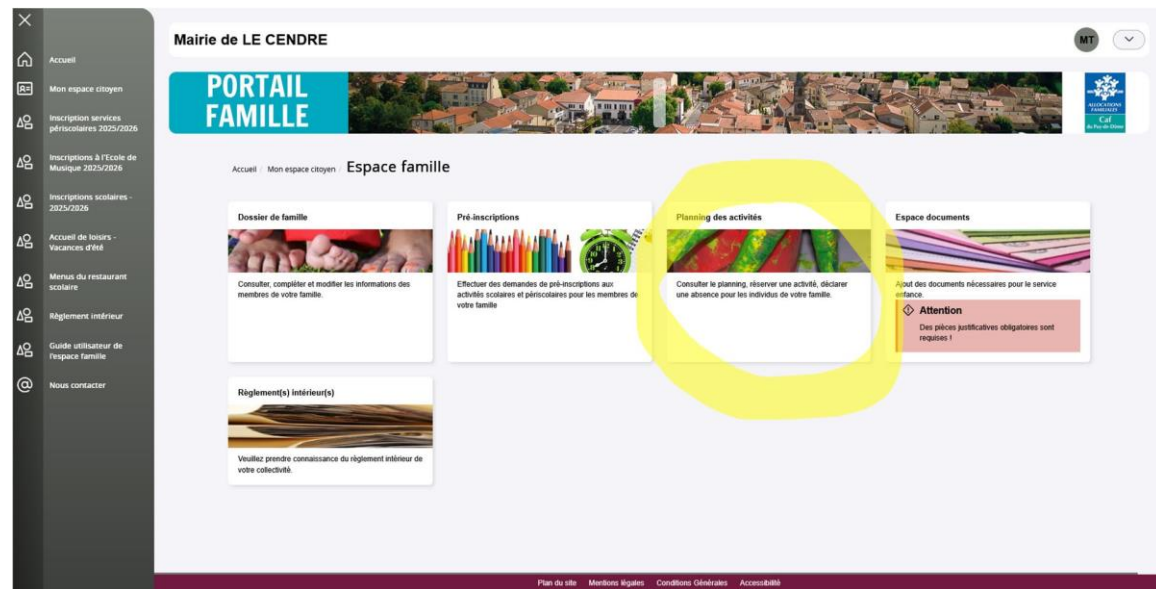 Mairie de LE CENDRE
MT
Accueil
Mon espace citoyen
Inscription services
périscolaires 2025/2026
Inscriptions à l'Ecole de
Musique 2025/2026
Inscriptions scolaires -
2025/2026
Accueil de loisirs -
Vacances d'été
Menus du restaurant
scolaire
Règlement intérieur
Guide utilisateur de
l'espace famille
Nous contacter
PORTAIL
FAMILLE
ALLOCATIONS
FAMILIALES
Caf
du Puy-de-Dôme
Accueil / Mon espace citoyen / Espace famille
Dossier de famille
Consulter, compléter et modifier les informations des
membres de votre famille.
Pré-inscriptions
Effectuer des demandes de pré-inscriptions aux
activités scolaires et périscolaires pour les membres de
votre famille
Planning des activités
Consulter le planning, réserver une activité, déclarer
une absence pour les individus de votre famille.
Espace documents
Ajout des documents nécessaires pour le service
enfance.
Attention
Des pièces justificatives obligatoires sont
requises !
Règlement(s) intérieur(s)
Veuillez prendre connaissance du règlement intérieur de
votre collectivité.
Plan du site Mentions légales Conditions Générales Accessibilité